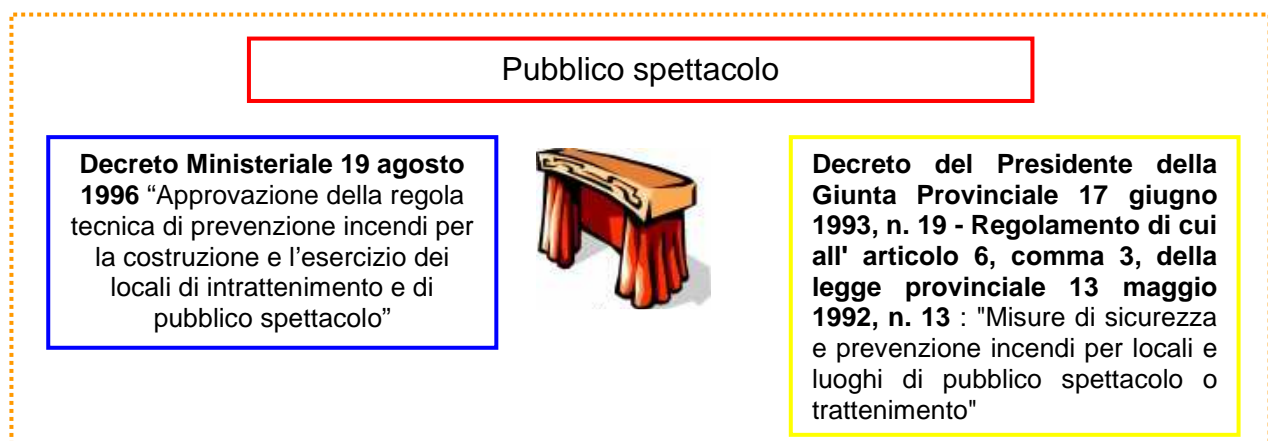 Pubblico spettacolo
Decreto Ministeriale 19 agosto
1996 “Approvazione della regola
tecnica di prevenzione incendi per
la costruzione e l’esercizio dei
locali di intrattenimento e di
pubblico spettacolo”
Decreto del Presidente della
Giunta Provinciale 17 giugno
1993, n. 19 - Regolamento di cui
all' articolo 6, comma 3, della
legge provinciale 13 maggio
1992, n. 13 : "Misure di sicurezza
e prevenzione incendi per locali e
luoghi di pubblico spettacolo o
trattenimento"